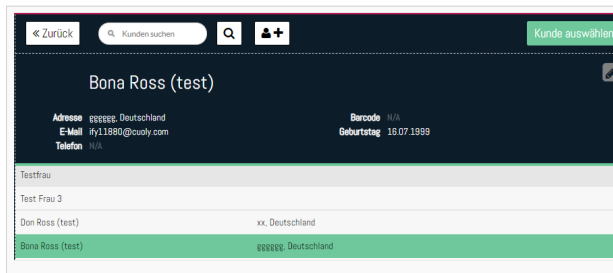 « Zurück Kunden suchen Kunde auswählen
Bona Ross (test)
Adresse gggggg, Deutschland Barcode N/A
E-Mail ify11880@cuoly.com Geburtstag 16.07.1999
Telefon N/A
Testfrau
Test Frau 3
Don Ross (test) xx, Deutschland
Bona Ross (test) gggggg, Deutschland